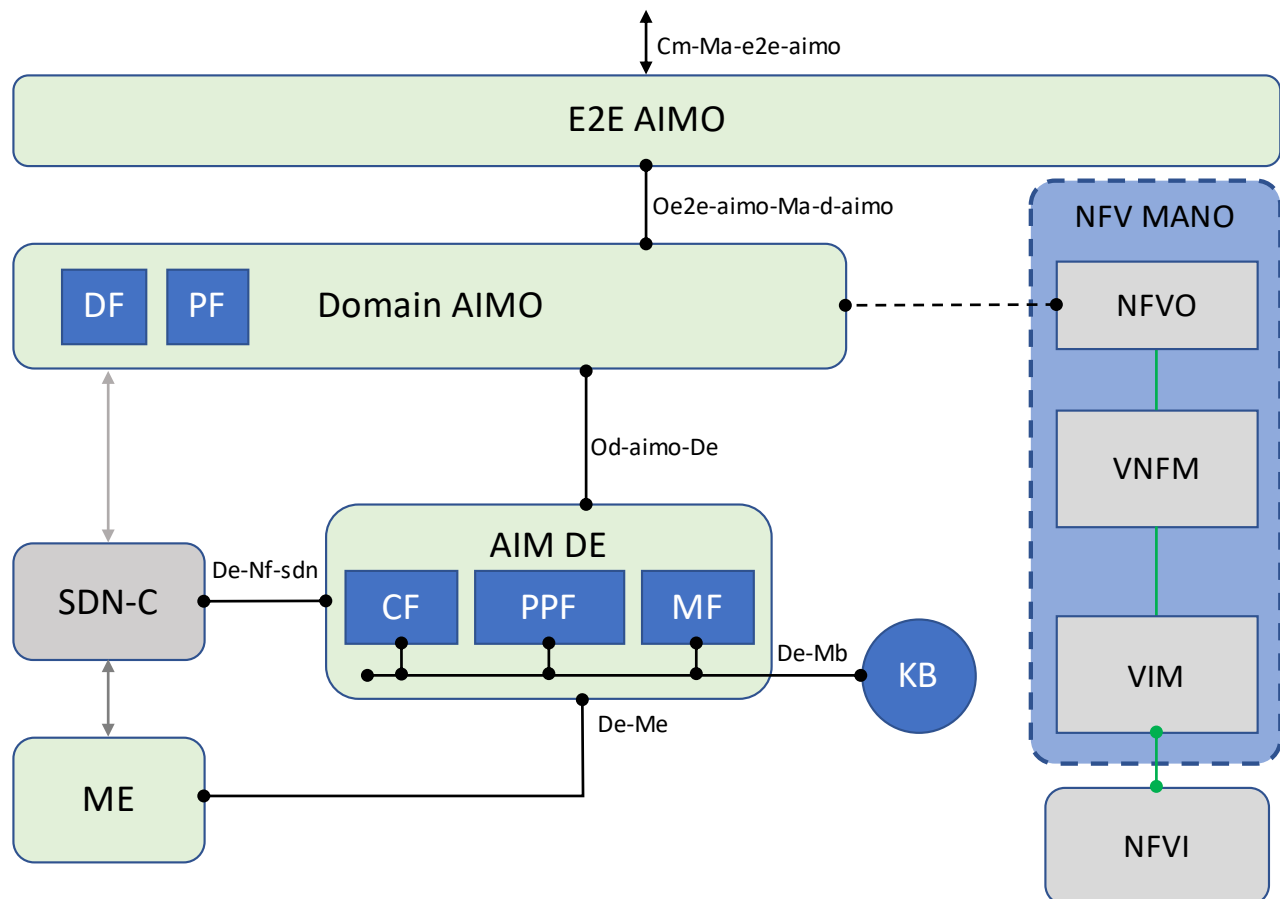 Cm-Ma-e2e-aimo
E2E AIMO
Oe2e-aimo-Ma-d-aimo
NFV MANO
DF
PF
Domain AIMO
NFVO
Od-aimo-De
VNFM
AIM DE
De-Nf-sdn
SDN-C
CF
PPF
MF
De-Mb
KB
VIM
De-Me
ME
NFVI